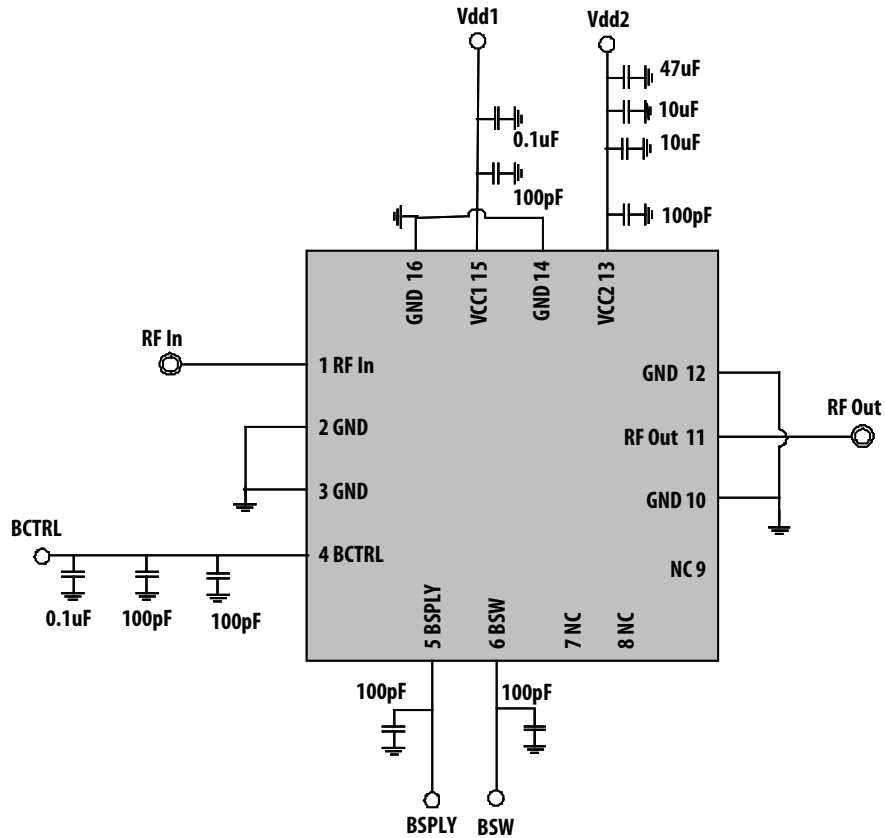 Vdd1
Vdd2
47uF
10uF
0.1uF
10uF
100pF
100pF
GND 16
VCC1 15
GND 14
VCC2 13
RF In
1 RF In
GND 12
RF Out
2 GND
RF Out 11
3 GND
GND 10
BCTRL
4 BCTRL
NC 9
0.1uF
100pF
100pF
5 BSPLY
6 BSW
7 NC
8 NC
100pF
100pF
BSPLY
BSW